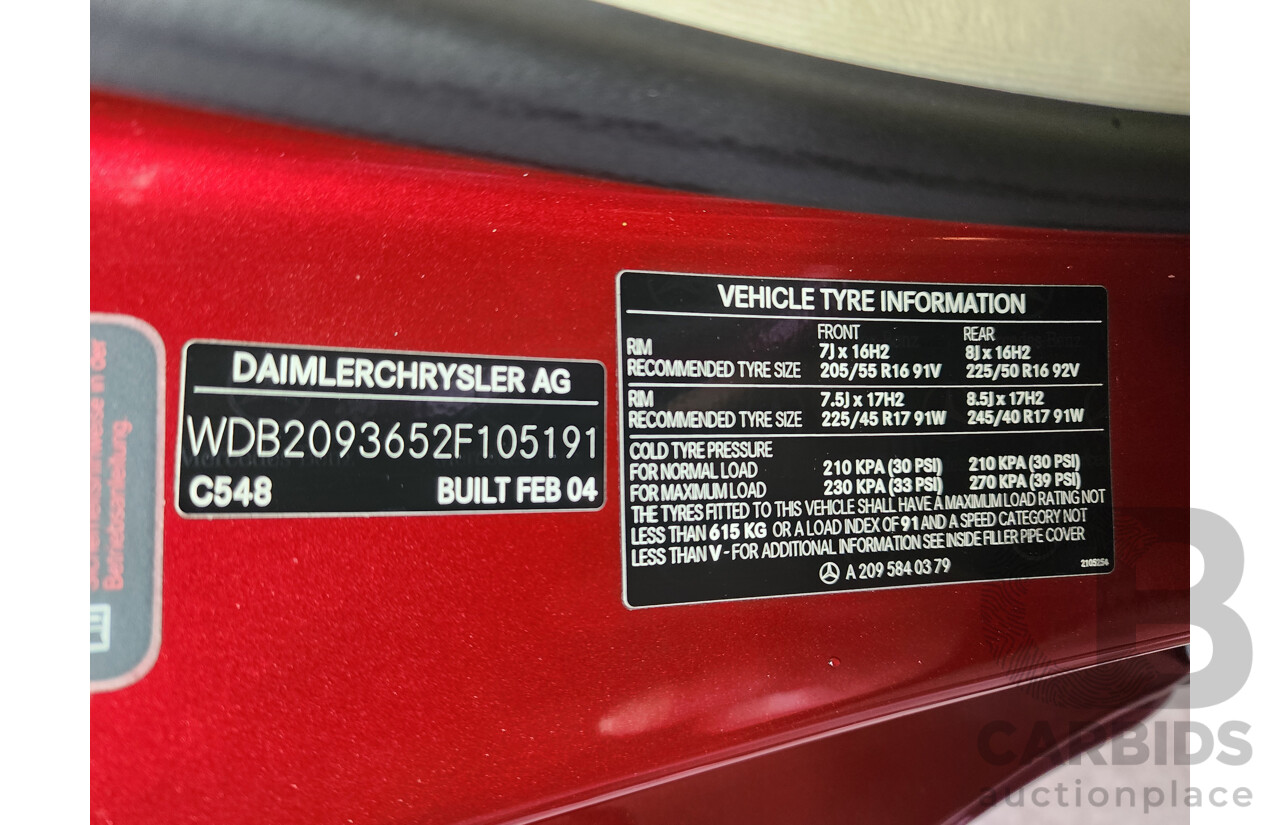 Sicherheitshinweise in der
Betriebsanleitung.
DAIMLERCHRYSLER AG
WDB2093652F105191
C548 BUILT FEB 04
VEHICLE TYRE INFORMATION
FRONT REAR
RIM 7J x 16H2 8J x 16H2
RECOMMENDED TYRE SIZE 205/55 R16 91V 225/50 R16 92V
RIM 7.5J x 17H2 8.5J x 17H2
RECOMMENDED TYRE SIZE 225/45 R17 91W 245/40 R17 91W
COLD TYRE PRESSURE
FOR NORMAL LOAD 210 KPA (30 PSI) 210 KPA (30 PSI)
FOR MAXIMUM LOAD 230 KPA (33 PSI) 270 KPA (39 PSI)
THE TYRES FITTED TO THIS VEHICLE SHALL HAVE A MAXIMUM LOAD RATING NOT
LESS THAN 615 KG OR A LOAD INDEX OF 91 AND A SPEED CATEGORY NOT
LESS THAN V - FOR ADDITIONAL INFORMATION SEE INSIDE FILLER PIPE COVER
A 209 584 03 79
2105254
B
CARBIDS
auctionplace